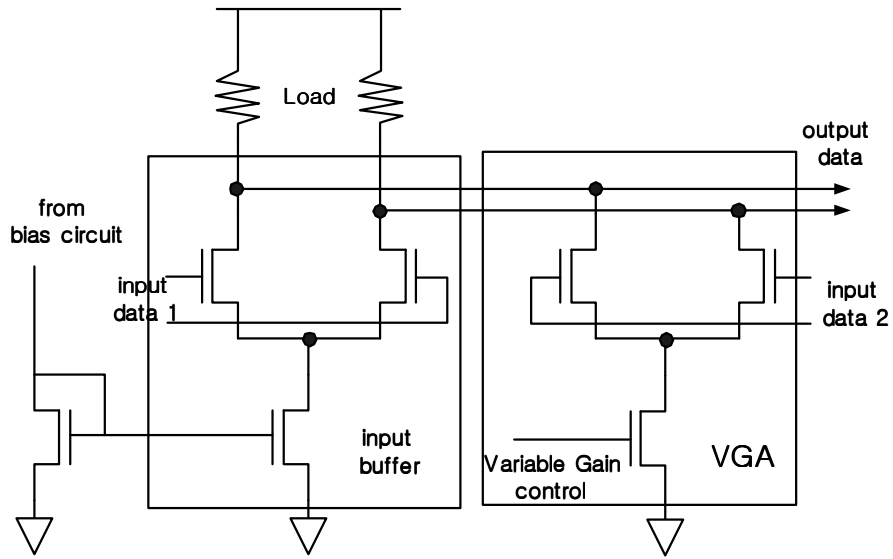 Load
output
data
from
bias circuit
input
data 1
input
data 2
input
buffer
Variable Gain
control
VGA